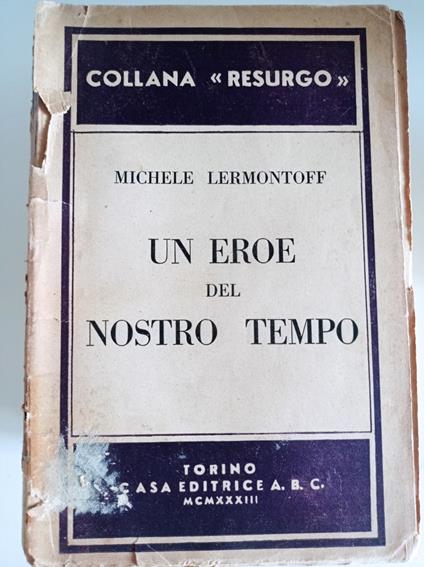 COLLANA « RESURGO »
MICHELE LERMONTOFF
UN EROE
DEL
NOSTRO TEMPO
TORINO
CASA EDITRICE A. B. C.
MCMXXXIII